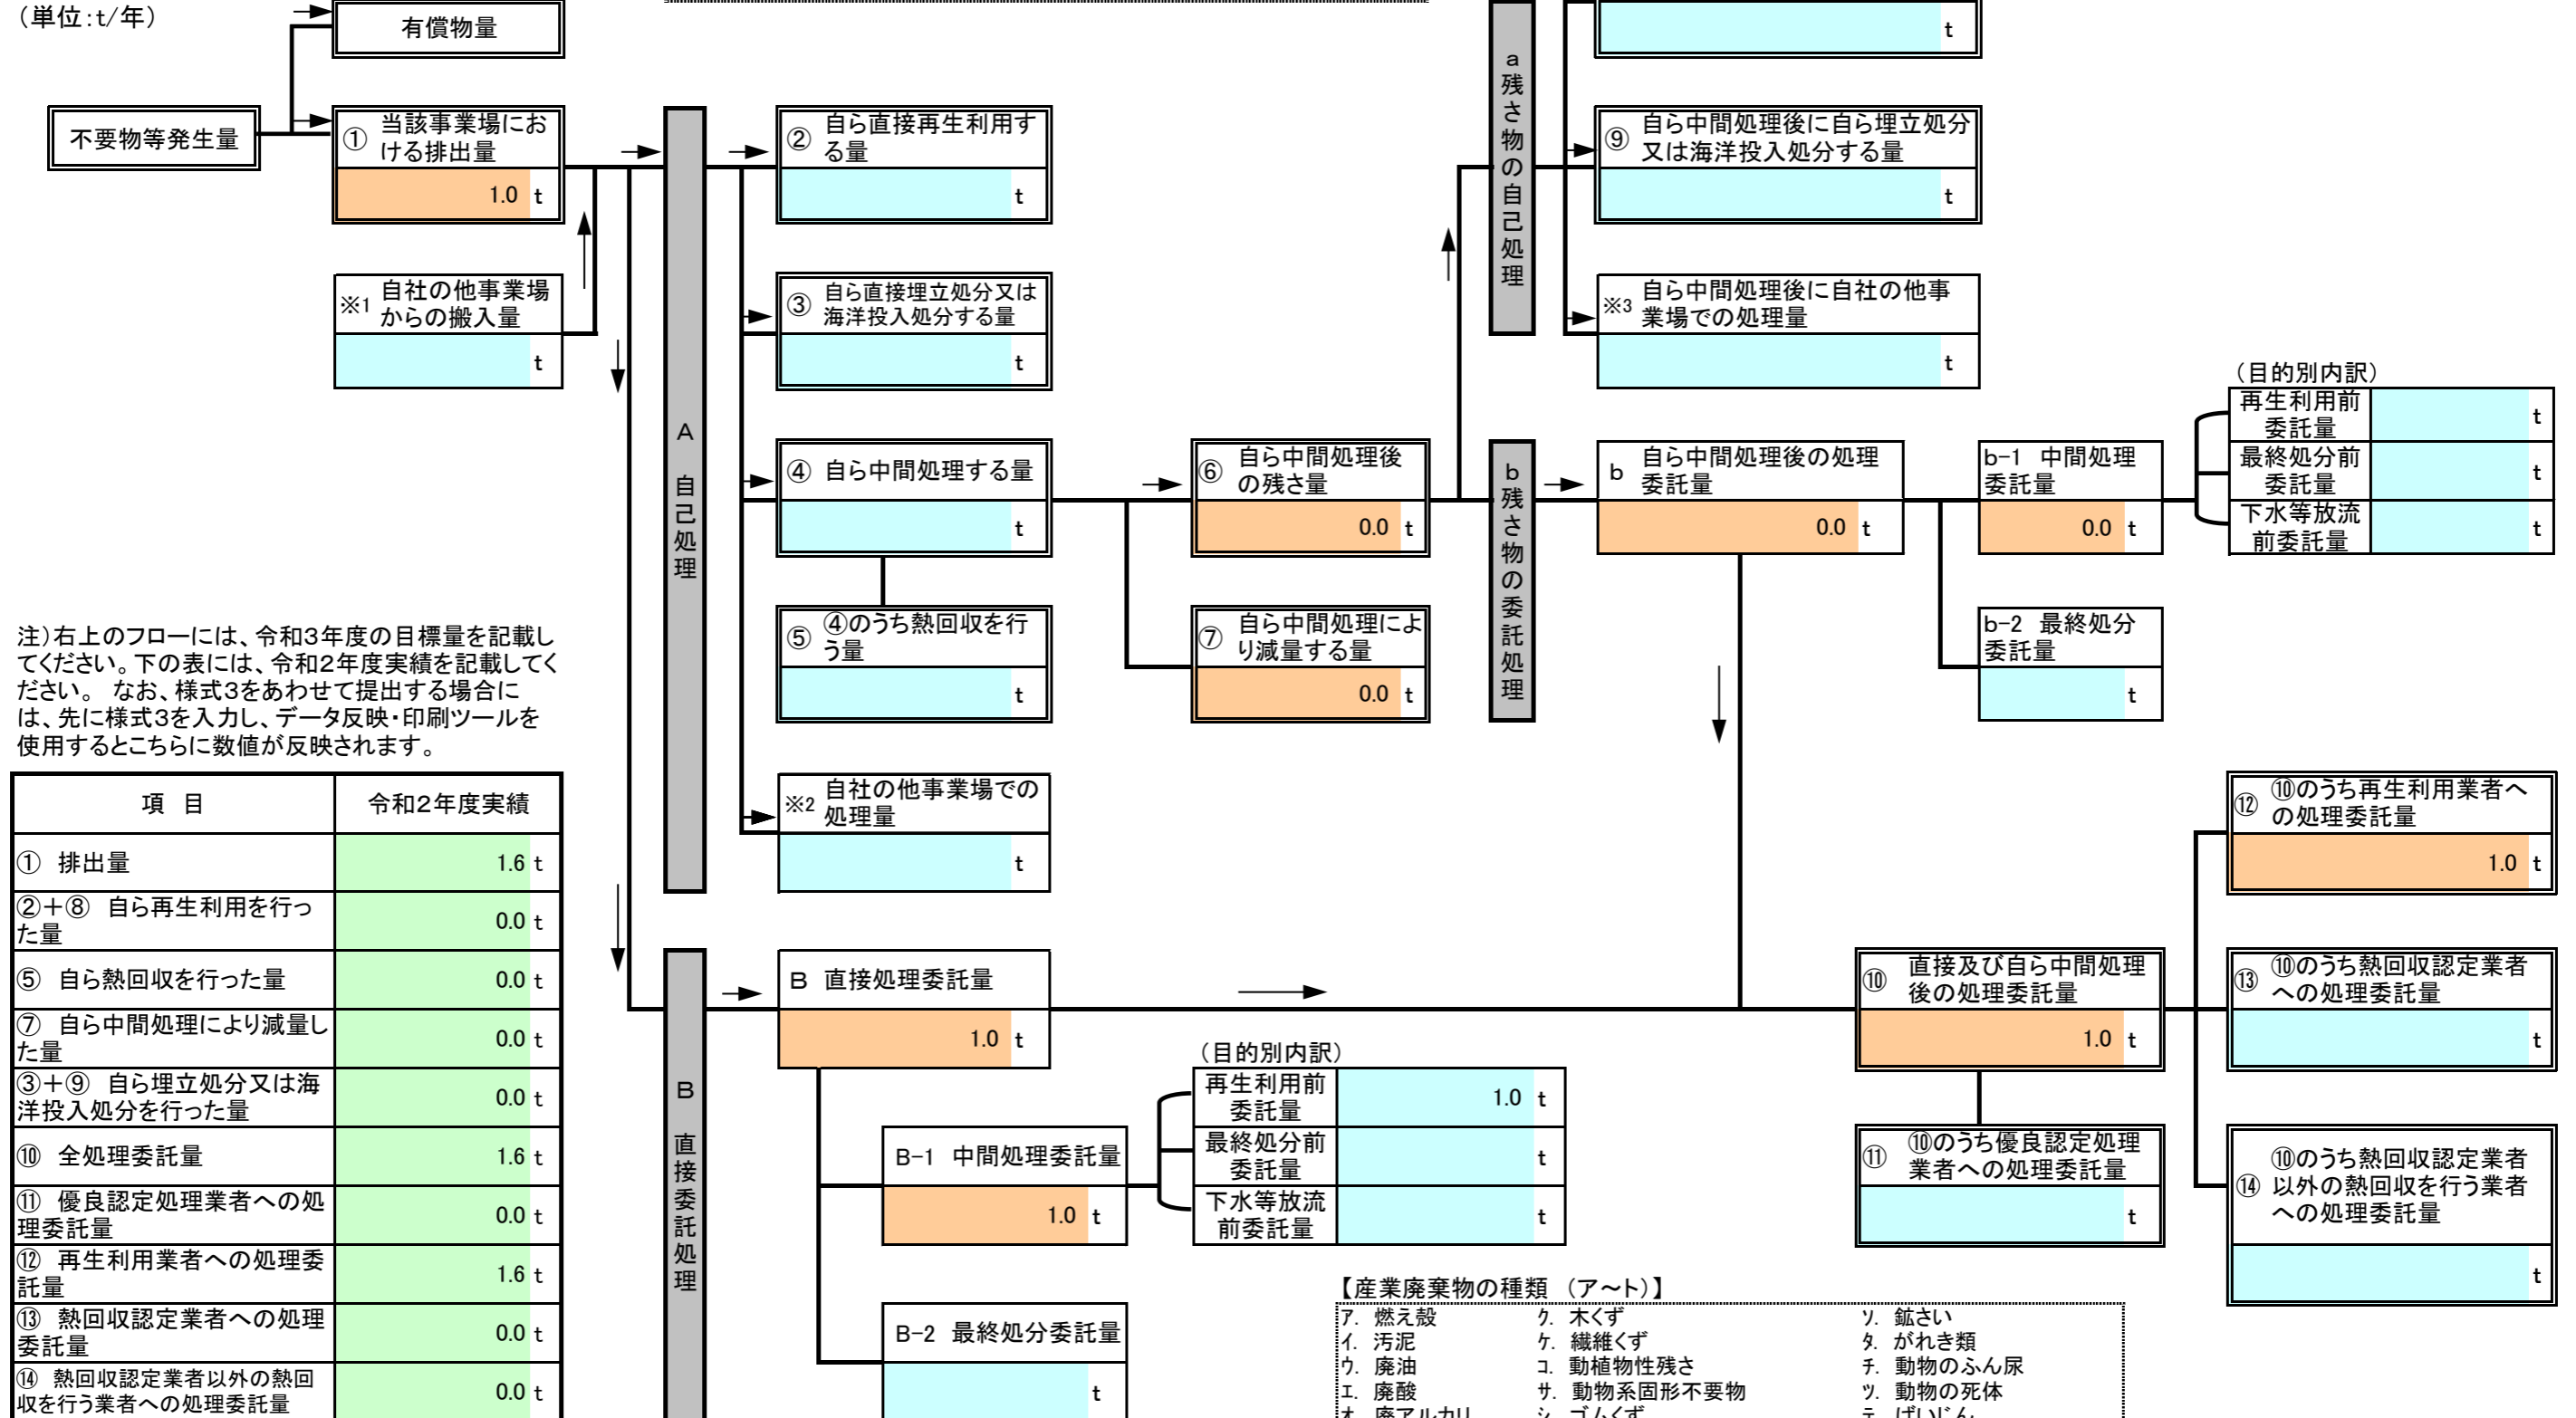 （単位：t/年）
有償物量
不要物等発生量
① 当該事業場にお
ける排出量
1.0 t
※1 自社の他事業場
からの搬入量
t
A 自己処理
② 自ら直接再生利用す
る量
t
③ 自ら直接埋立処分又は
海洋投入処分する量
t
④ 自ら中間処理する量
t
⑤ ④のうち熱回収を行
う量
t
※2 自社の他事業場での
処理量
t
⑥ 自ら中間処理後
の残さ量
0.0 t
⑦ 自ら中間処理によ
り減量する量
0.0 t
a 残さ物の自己処理
t
⑨ 自ら中間処理後に自ら埋立処分
又は海洋投入処分する量
t
※3 自ら中間処理後に自社の他事
業場での処理量
t
b 残さ物の委託処理
b 自ら中間処理後の処理
委託量
0.0 t
b-1 中間処理
委託量
0.0 t
（目的別内訳）
再生利用前
委託量
t
最終処分前
委託量
t
下水等放流
前委託量
t
b-2 最終処分
委託量
t
注）右上のフローには、令和３年度の目標量を記載し
てください。下の表には、令和２年度実績を記載してく
ださい。 なお、様式３をあわせて提出する場合に
は、先に様式３を入力し、データ反映・印刷ツールを
使用するとこちらに数値が反映されます。
項 目 令和２年度実績
① 排出量 1.6 t
②＋⑧ 自ら再生利用を行っ
た量 0.0 t
⑤ 自ら熱回収を行った量 0.0 t
⑦ 自ら中間処理により減量し
た量 0.0 t
③＋⑨ 自ら埋立処分又は海
洋投入処分を行った量 0.0 t
⑩ 全処理委託量 1.6 t
⑪ 優良認定処理業者への処
理委託量 0.0 t
⑫ 再生利用業者への処理委
託量 1.6 t
⑬ 熱回収認定業者への処理
委託量 0.0 t
⑭ 熱回収認定業者以外の熱回
収を行う業者への処理委託量 0.0 t
B 直接委託処理
B 直接処理委託量
1.0 t
B-1 中間処理委託量
1.0 t
（目的別内訳）
再生利用前
委託量
1.0 t
最終処分前
委託量
t
下水等放流
前委託量
t
B-2 最終処分委託量
t
⑩ 直接及び自ら中間処理
後の処理委託量
1.0 t
⑪ ⑩のうち優良認定処理
業者への処理委託量
t
⑫ ⑩のうち再生利用業者へ
の処理委託量
1.0 t
⑬ ⑩のうち熱回収認定業者
への処理委託量
t
⑭ ⑩のうち熱回収認定業者
以外の熱回収を行う業者
への処理委託量
t
【産業廃棄物の種類 （ア～ト）】
ｱ. 燃え殻 ｸ. 木くず ｿ. 鉱さい
ｲ. 汚泥 ｹ. 繊維くず ﾀ. がれき類
ｳ. 廃油 ｺ. 動植物性残さ ﾁ. 動物のふん尿
ｴ. 廃酸 ｻ. 動物系固形不要物 ﾂ. 動物の死体
ｵ. 廃アルカリ ｼ. ゴムくず ﾃ. ばいじん